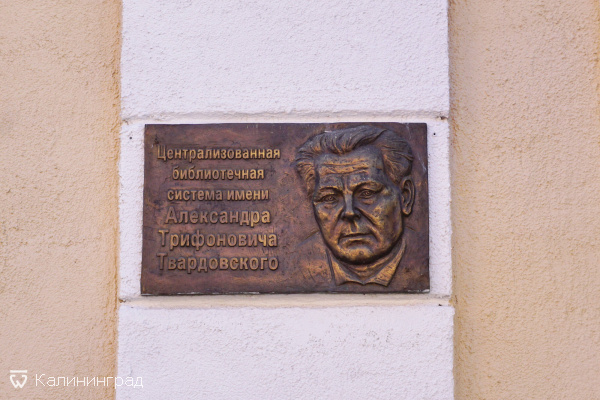 Централизованная
библиотечная
система имени
Александра
Трифоновича
Твардовского
Калининград